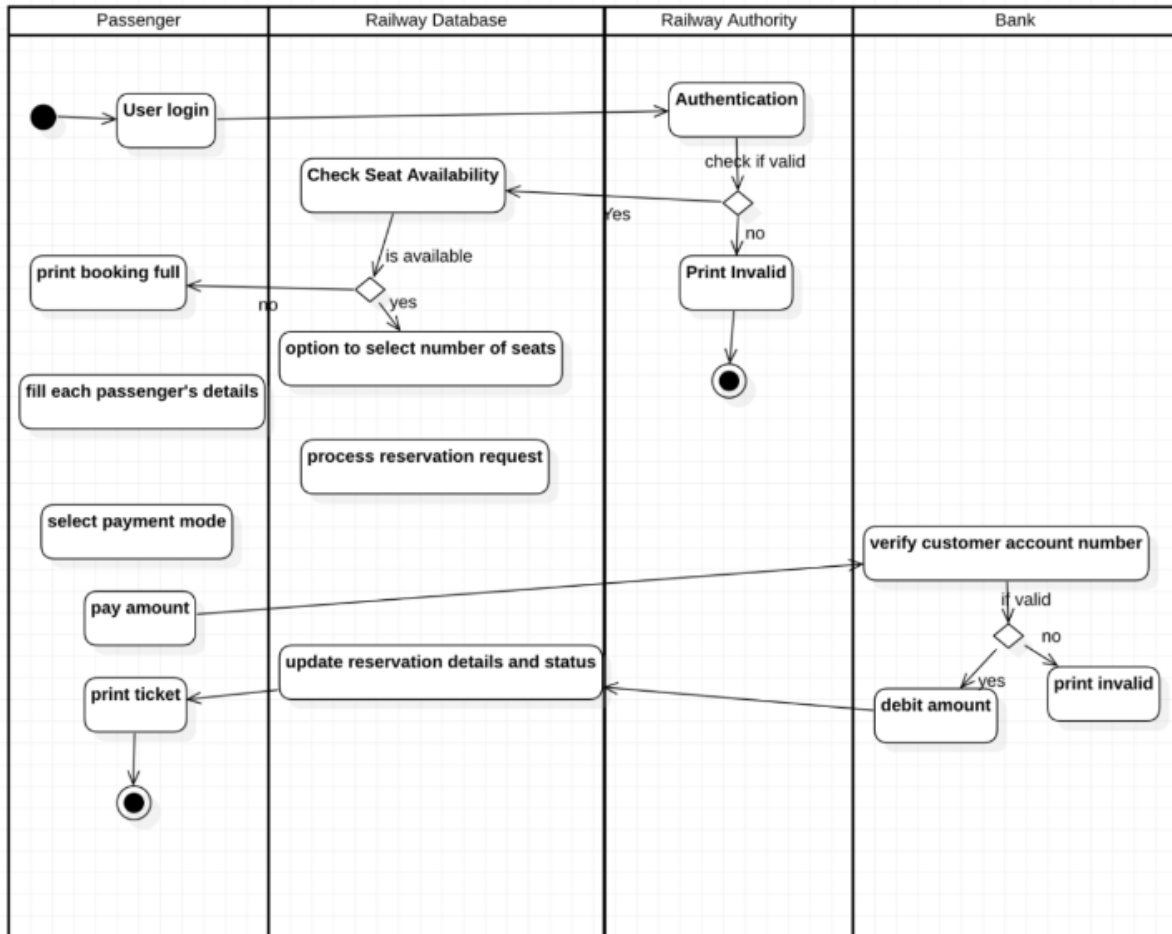 Passenger
Railway Database
Railway Authority
Bank
User login
Authentication
check if valid
Check Seat Availability
Yes
no
print booking full
is available
Print Invalid
no
yes
option to select number of seats
fill each passenger's details
process reservation request
select payment mode
verify customer account number
pay amount
if valid
no
update reservation details and status
print ticket
yes
print invalid
debit amount